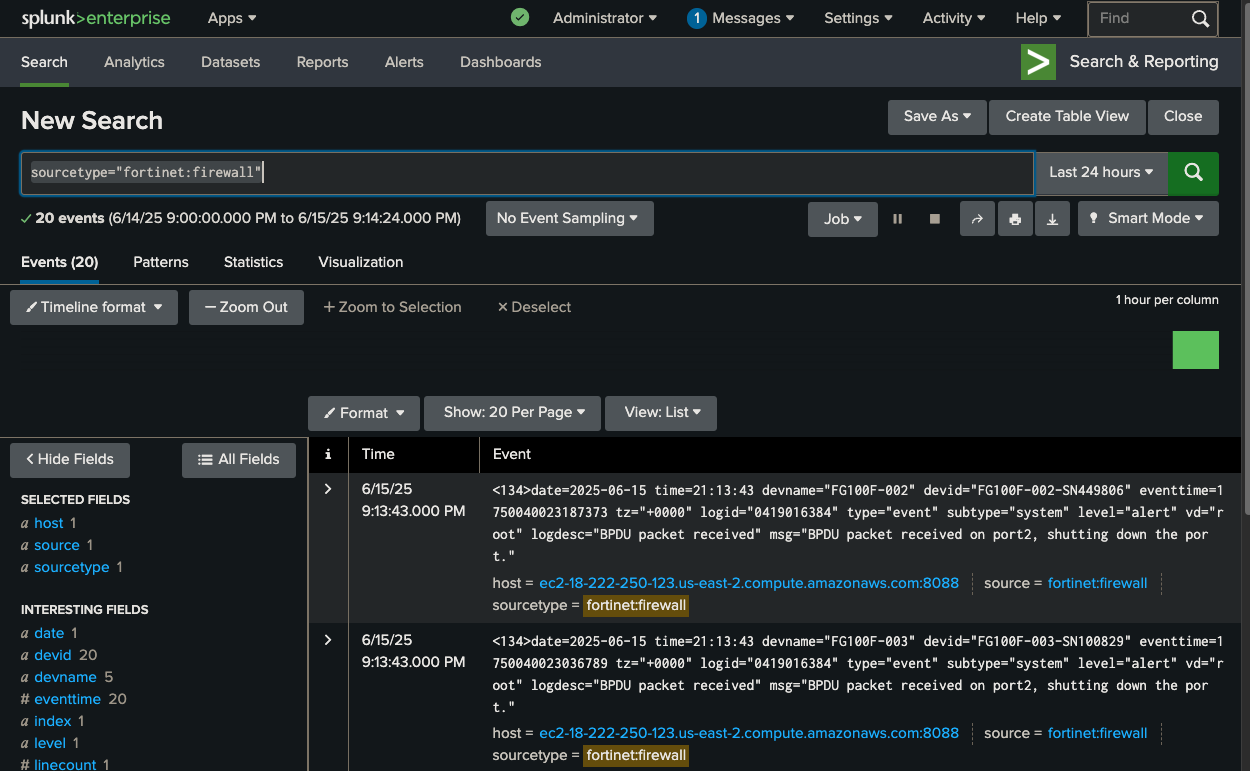 splunk>enterprise Apps Administrator 1 Messages Settings Activity Help Find
Search Analytics Datasets Reports Alerts Dashboards > Search & Reporting
New Search Save As Create Table View Close
sourcetype="fortinet:firewall" Last 24 hours
20 events (6/14/25 9:00:00.000 PM to 6/15/25 9:14:24.000 PM) No Event Sampling Job Smart Mode
Events (20) Patterns Statistics Visualization
Timeline format — Zoom Out + Zoom to Selection × Deselect 1 hour per column
Format Show: 20 Per Page View: List
< Hide Fields All Fields
i Time Event
SELECTED FIELDS
a host 1
a source 1
a sourcetype 1
INTERESTING FIELDS
a date 1
a devid 20
a devname 5
# eventtime 20
a index 1
a level 1
# linecount 1
> 6/15/25
9:13:43.000 PM
<134>date=2025-06-15 time=21:13:43 devname="FG100F-002" devid="FG100F-002-SN449806" eventtime=1
750040023187373 tz="+0000" logid="0419016384" type="event" subtype="system" level="alert" vd="r
oot" logdesc="BPDU packet received" msg="BPDU packet received on port2, shutting down the por
t."
host = ec2-18-222-250-123.us-east-2.compute.amazonaws.com:8088 source = fortinet:firewall
sourcetype = fortinet:firewall
> 6/15/25
9:13:43.000 PM
<134>date=2025-06-15 time=21:13:43 devname="FG100F-003" devid="FG100F-003-SN100829" eventtime=1
750040023036789 tz="+0000" logid="0419016384" type="event" subtype="system" level="alert" vd="r
oot" logdesc="BPDU packet received" msg="BPDU packet received on port2, shutting down the por
t."
host = ec2-18-222-250-123.us-east-2.compute.amazonaws.com:8088 source = fortinet:firewall
sourcetype = fortinet:firewall